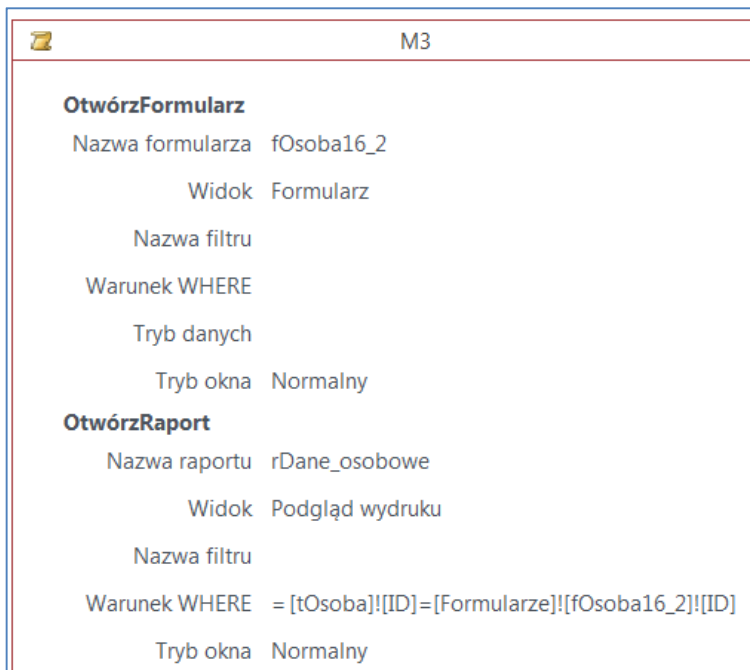 M3
OtwórzFormularz
Nazwa formularza fOsoba16_2
Widok Formularz
Nazwa filtru
Warunek WHERE
Tryb danych
Tryb okna Normalny
OtwórzRaport
Nazwa raportu rDane_osobowe
Widok Podgląd wydruku
Nazwa filtru
Warunek WHERE = [tOsoba]![ID]=[Formularze]![fOsoba16_2]![ID]
Tryb okna Normalny